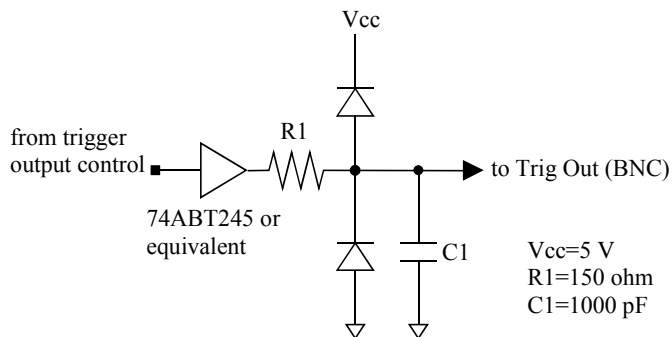 Vcc
R1
from trigger
output control
to Trig Out (BNC)
74ABT245 or
equivalent
C1
Vcc=5 V
R1=150 ohm
C1=1000 pF